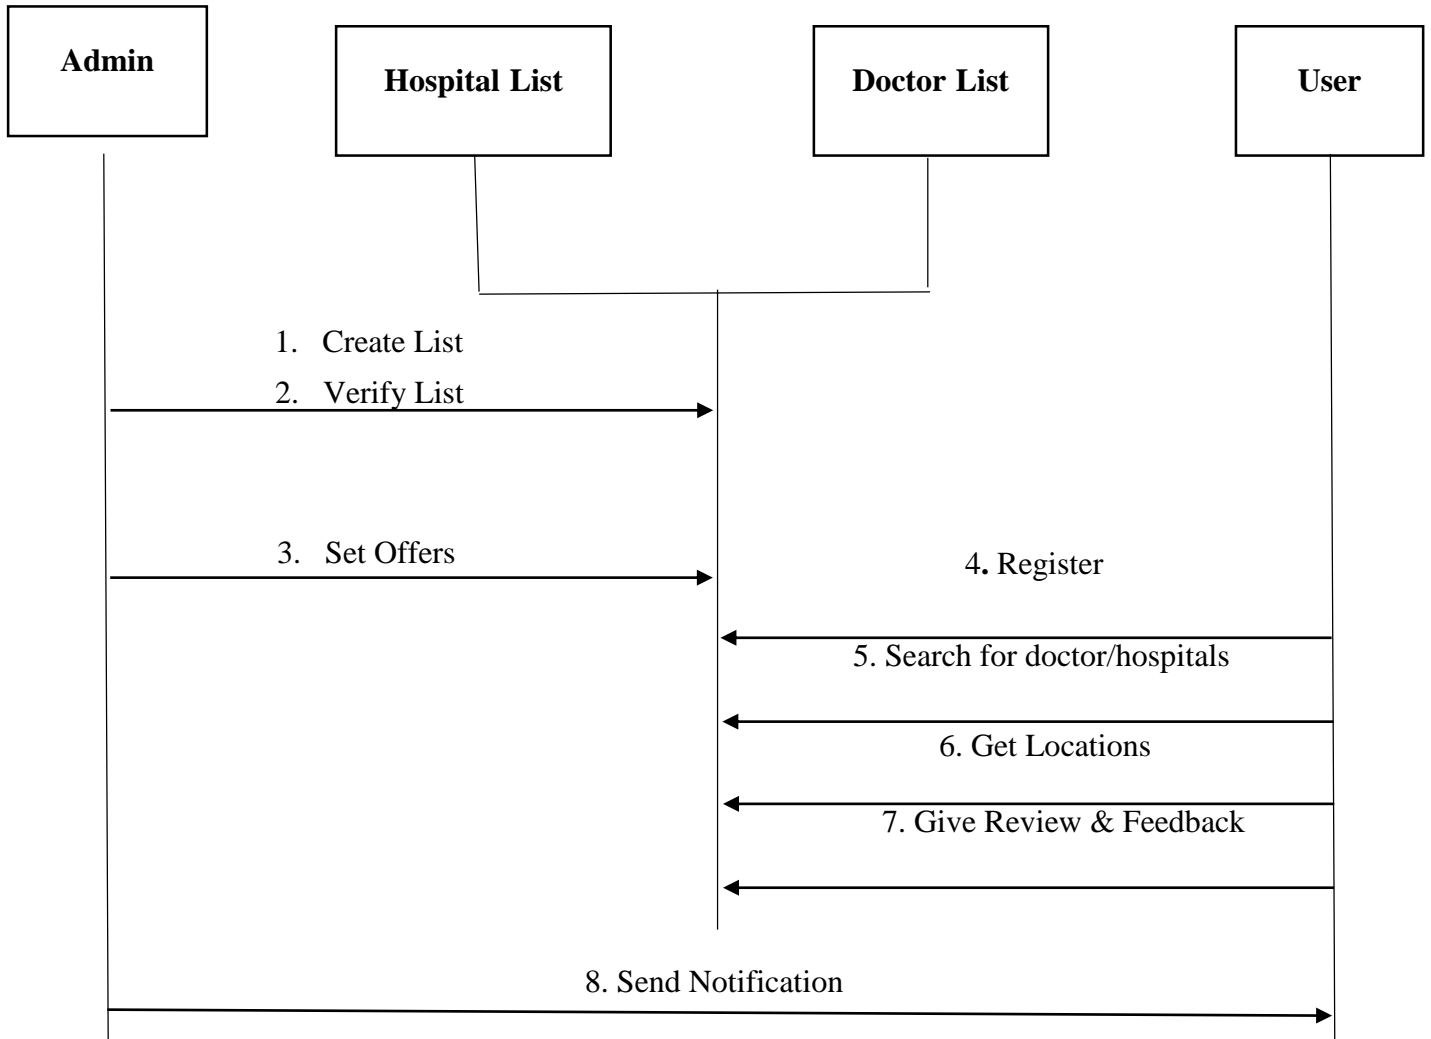 Admin
Hospital List
Doctor List
User
1. Create List
2. Verify List
3. Set Offers
4. Register
5. Search for doctor/hospitals
6. Get Locations
7. Give Review & Feedback
8. Send Notification